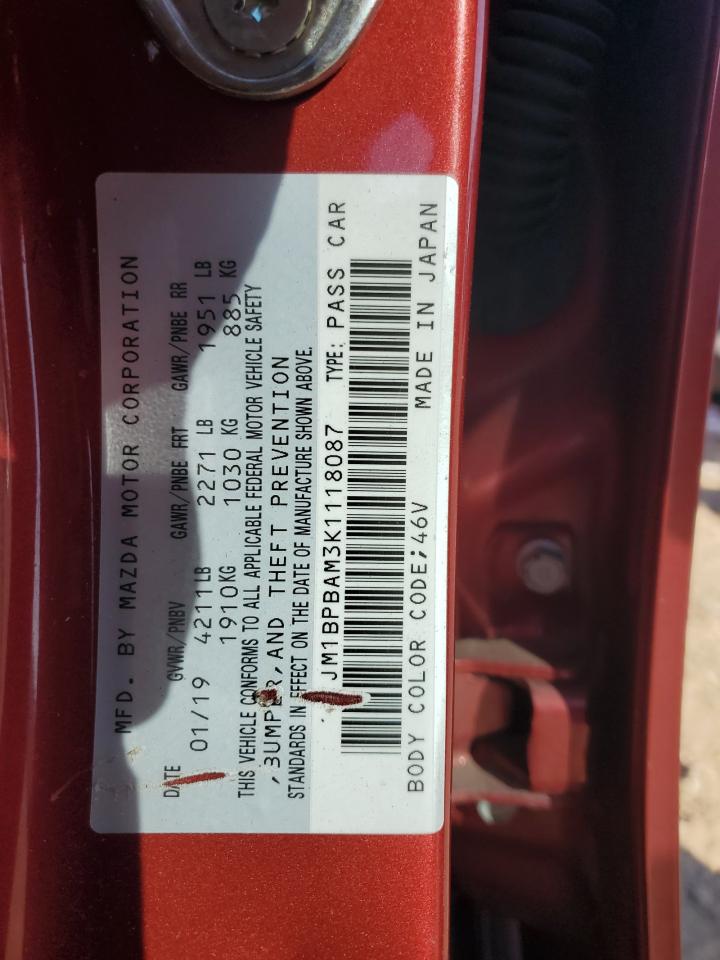 MFD. BY MAZDA MOTOR CORPORATION
DATE GVWR/PNBV GAWR/PNBE FRT GAWR/PNBE RR
01/19 4211LB 2271 LB 1951 LB
1910KG 1030 KG 885 KG
THIS VEHICLE CONFORMS TO ALL APPLICABLE FEDERAL MOTOR VEHICLE SAFETY
,BUMPER,AND THEFT PREVENTION
STANDARDS IN EFFECT ON THE DATE OF MANUFACTURE SHOWN ABOVE.
JM1BPBAM3K1118087 TYPE: PASS CAR
BODY COLOR CODE;46V MADE IN JAPAN